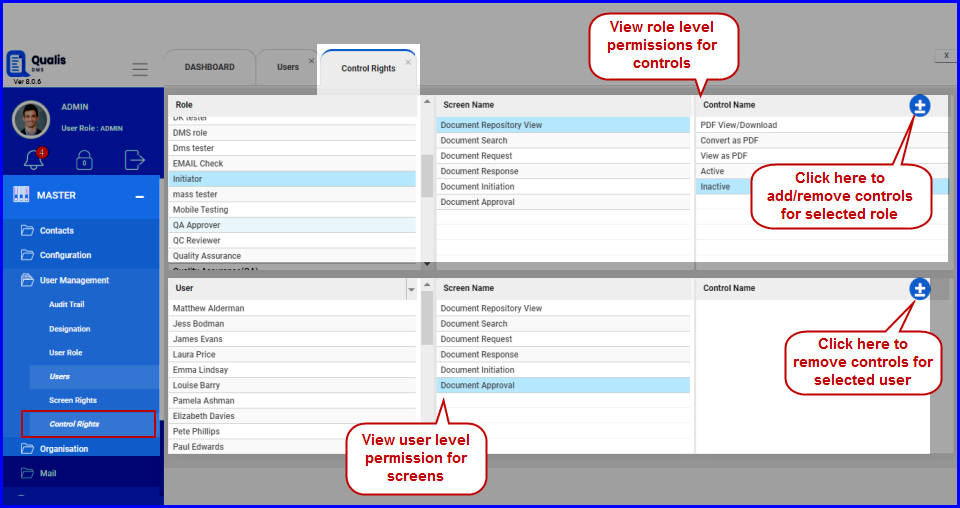 View role level
permissions for
controls
Qualis
DMS
Ver 8.0.6
DASHBOARD
Users
×
Control Rights
×
X
ADMIN
User Role : ADMIN
4
MASTER
Contacts
Configuration
User Management
Audit Trail
Designation
User Role
Users
Screen Rights
Control Rights
Organisation
Mail
Role
DK tester
DMS role
Dms tester
EMAIL Check
Initiator
mass tester
Mobile Testing
QA Approver
QC Reviewer
Quality Assurance
Quality Assurance(QA)
Screen Name
Document Repository View
Document Search
Document Request
Document Response
Document Initiation
Document Approval
Control Name
PDF View/Download
Convert as PDF
View as PDF
Active
Inactive
Click here to
add/remove controls
for selected role
User
Matthew Alderman
Jess Bodman
James Evans
Laura Price
Emma Lindsay
Louise Barry
Pamela Ashman
Elizabeth Davies
Pete Phillips
Paul Edwards
Screen Name
Document Repository View
Document Search
Document Request
Document Response
Document Initiation
Document Approval
Control Name
Click here to
remove controls for
selected user
View user level
permission for
screens